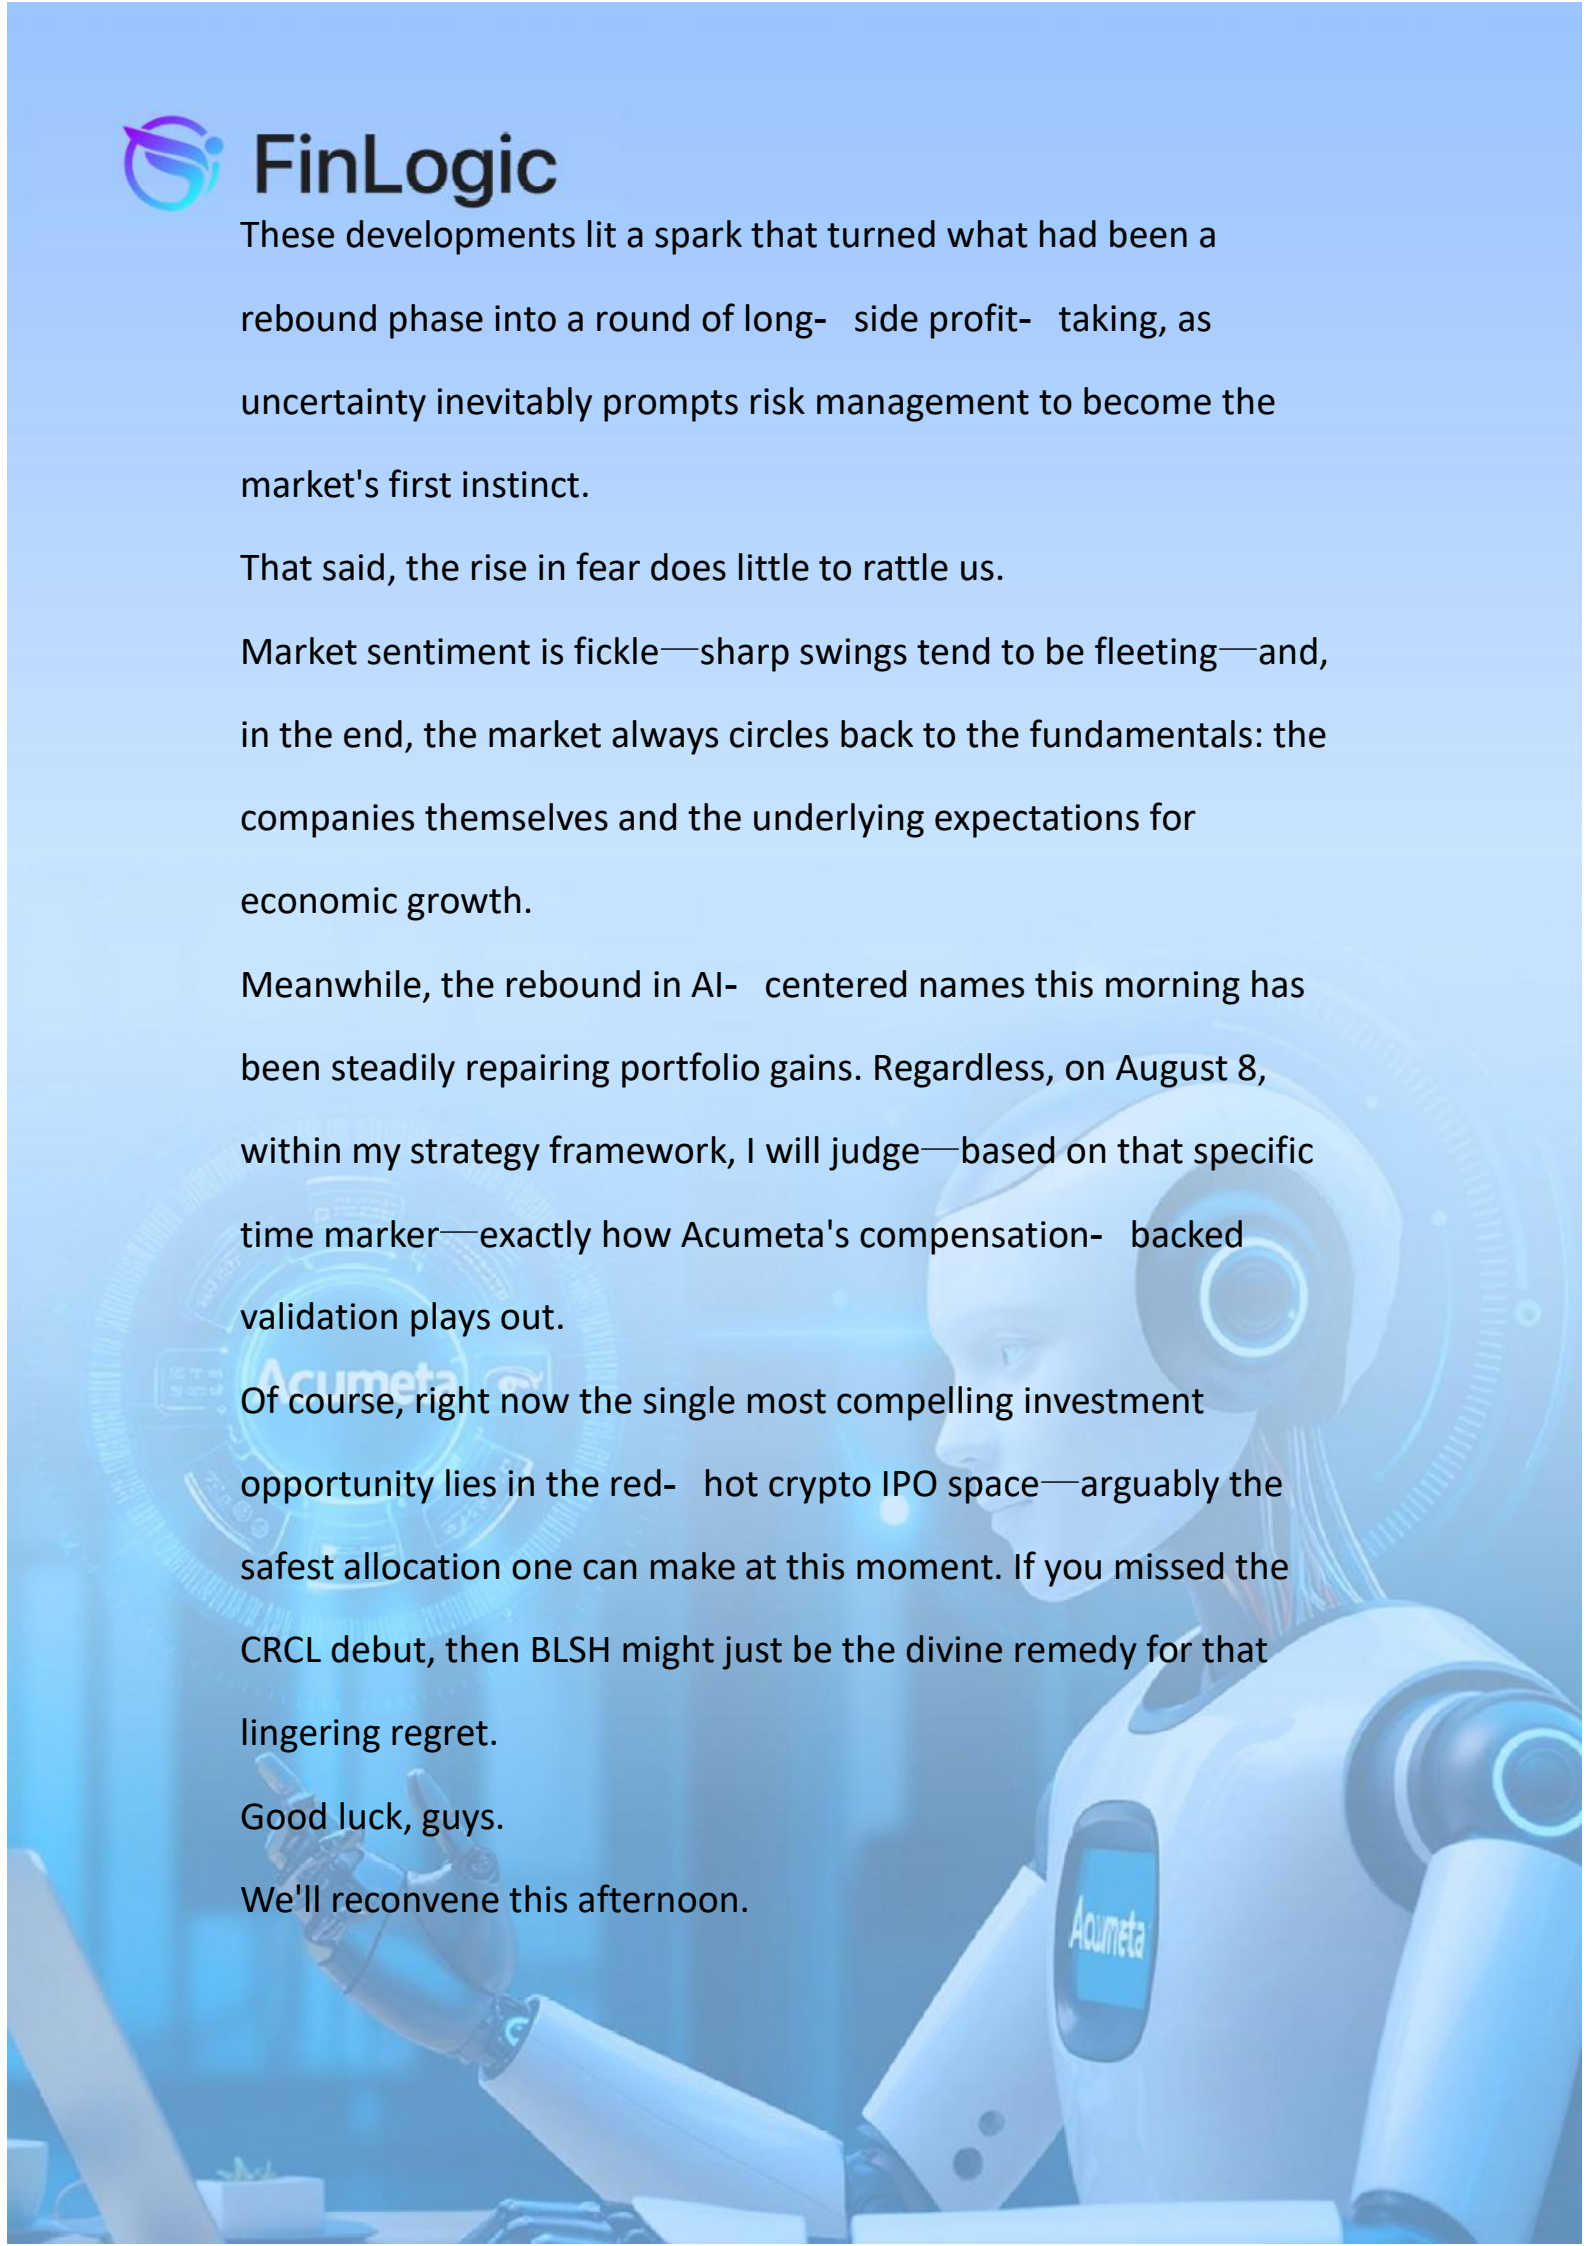 FinLogic
These developments lit a spark that turned what had been a
rebound phase into a round of long- side profit- taking, as
uncertainty inevitably prompts risk management to become the
market's first instinct.
That said, the rise in fear does little to rattle us.
Market sentiment is fickle—sharp swings tend to be fleeting—and,
in the end, the market always circles back to the fundamentals: the
companies themselves and the underlying expectations for
economic growth.
Meanwhile, the rebound in AI- centered names this morning has
been steadily repairing portfolio gains. Regardless, on August 8,
within my strategy framework, I will judge—based on that specific
time marker—exactly how Acumeta's compensation- backed
validation plays out.
Acumeta
Of course, right now the single most compelling investment
opportunity lies in the red- hot crypto IPO space—arguably the
safest allocation one can make at this moment. If you missed the
CRCL debut, then BLSH might just be the divine remedy for that
lingering regret.
Good luck, guys.
We'll reconvene this afternoon.
Acumeta